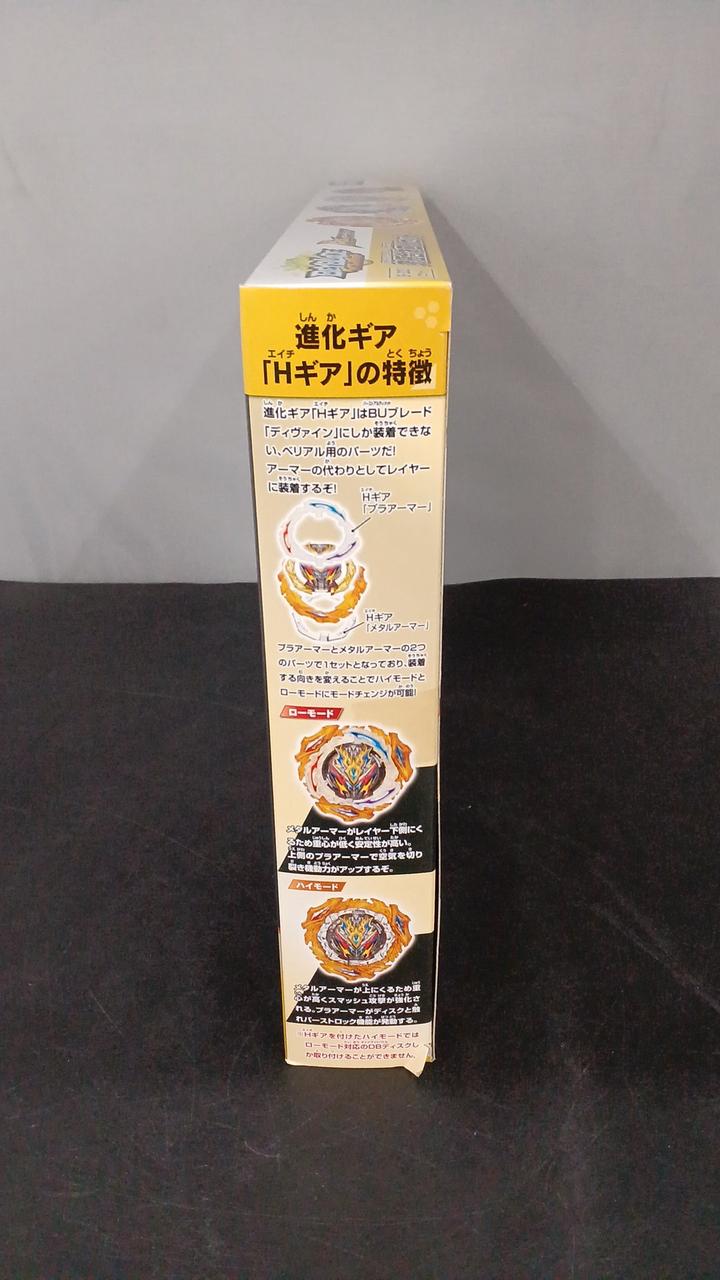 進化ギア
「Hギア」の特徴
進化ギア「Hギア」はBUブレード
「ディヴァイン」にしか装着できな
い、ベリアル用のパーツだ!
アーマーの代わりとしてレイヤー
に装着するぞ!
Hギア
「プラアーマー」
Hギア
「メタルアーマー」
プラアーマーとメタルアーマーの2つ
のパーツで1セットとなっており、装着
する向きを変えることでハイモードと
ローモードにモードチェンジが可能!
ローモード
メタルアーマーがレイヤー下側にく
るため重心が低く安定性が高い。
上側のプラアーマーで空気を切り
裂き機動力がアップするぞ。
ハイモード
メタルアーマーが上にくるため重
心が高くスマッシュ攻撃が強化さ
れる。プラアーマーがディスクと触
れバーストロック機能が発動する。
※Hギアを付けたハイモードでは
ローモード対応のDBディスクし
か取り付けることができません。